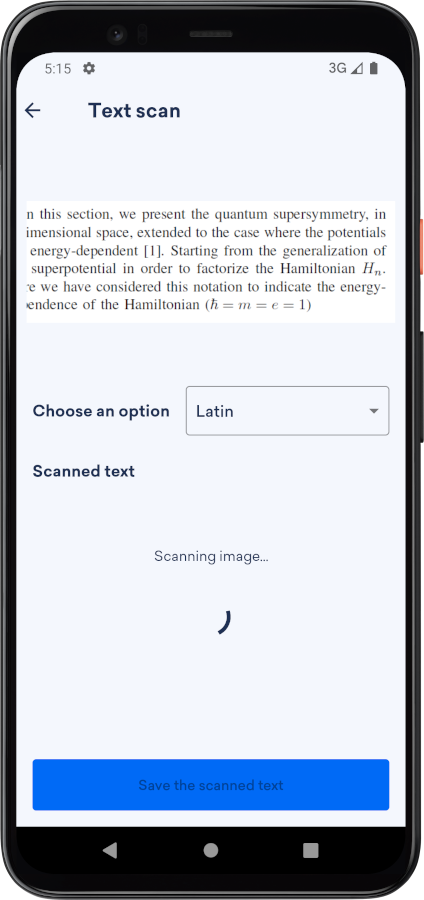 5:15
3G
Text scan
n this section, we present the quantum supersymmetry, in
imensional space, extended to the case where the potentials
energy-dependent [1]. Starting from the generalization of
superpotential in order to factorize the Hamiltonian Hₙ.
e we have considered this notation to indicate the energy-
endence of the Hamiltonian (ℏ = m = e = 1)
Choose an option
Latin
Scanned text
Scanning image...
Save the scanned text